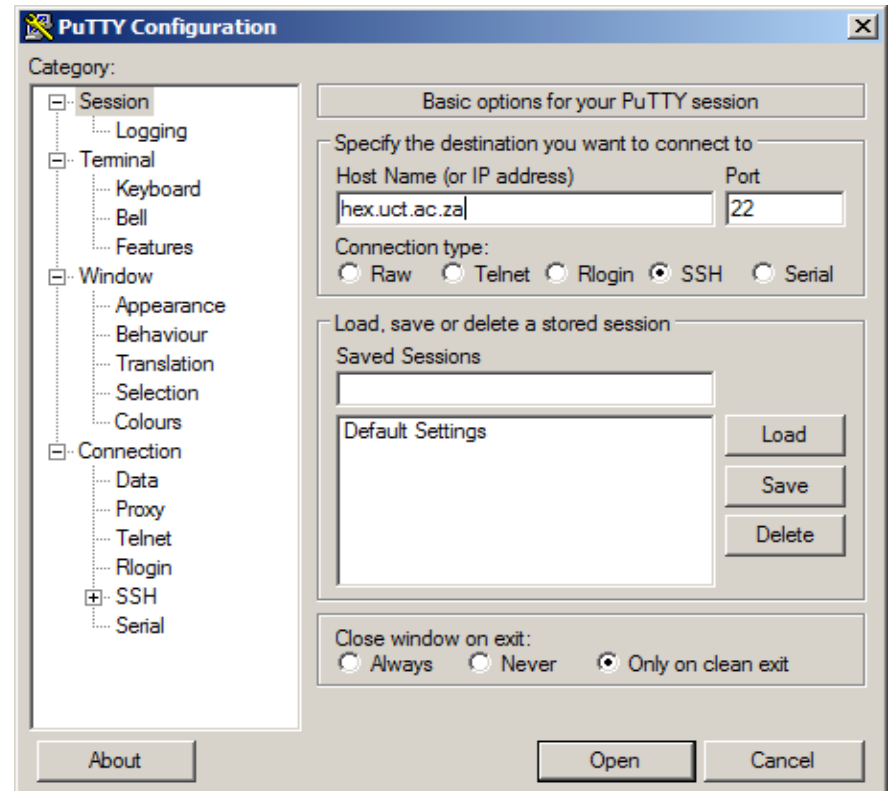 PuTTY Configuration
Category:
Session
Logging
Terminal
Keyboard
Bell
Features
Window
Appearance
Behaviour
Translation
Selection
Colours
Connection
Data
Proxy
Telnet
Rlogin
SSH
Serial
Basic options for your PuTTY session
Specify the destination you want to connect to
Host Name (or IP address) Port
hex.uct.ac.za 22
Connection type:
Raw Telnet Rlogin SSH Serial
Load, save or delete a stored session
Saved Sessions
Default Settings
Load
Save
Delete
Close window on exit:
Always Never Only on clean exit
About Open Cancel